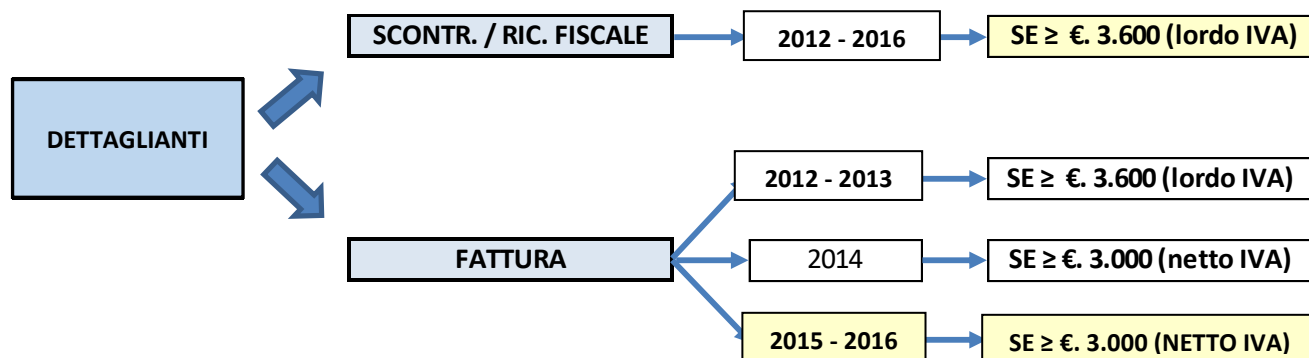 SCONTR. / RIC. FISCALE
2012 - 2016
SE ≥ €. 3.600 (lordo IVA)
DETTAGLIANTI
2012 - 2013
SE ≥ €. 3.600 (lordo IVA)
FATTURA
2014
SE ≥ €. 3.000 (netto IVA)
2015 - 2016
SE ≥ €. 3.000 (NETTO IVA)